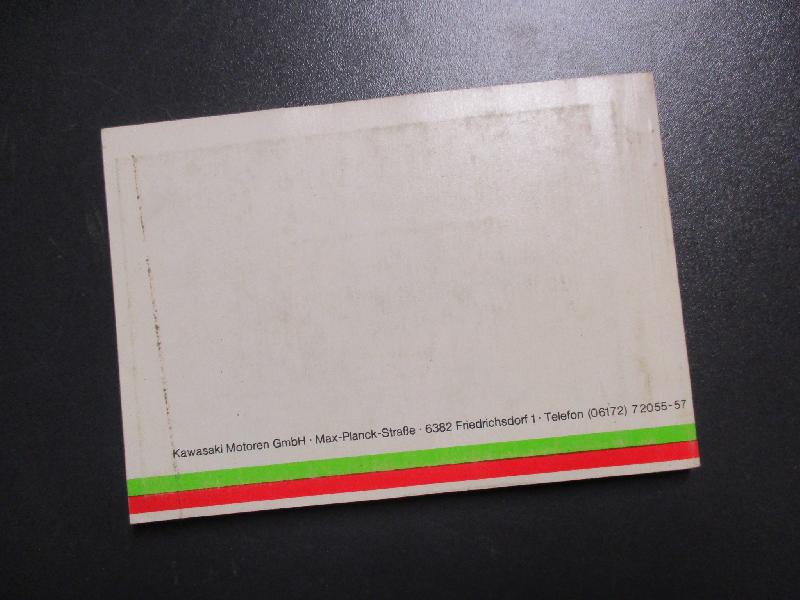 Kawasaki Motoren GmbH · Max-Planck-Straße · 6382 Friedrichsdorf 1 · Telefon (06172) 72055-57